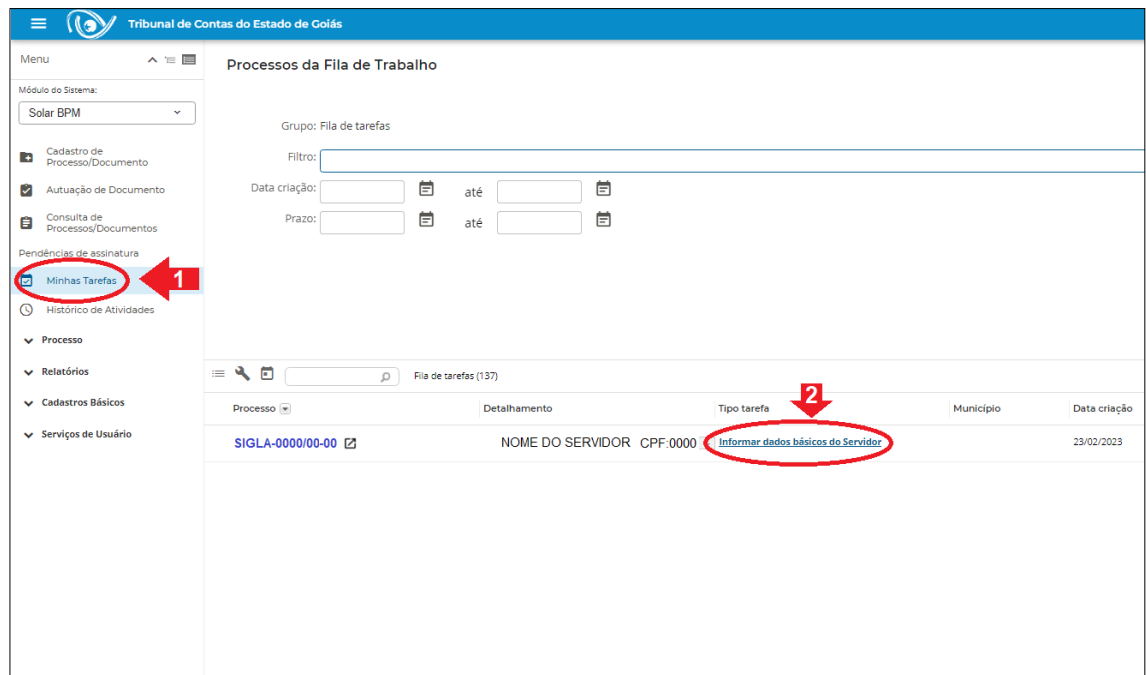 Tribunal de Contas do Estado de Goiás
Menu
Módulo do Sistema:
Solar BPM
Cadastro de
Processo/Documento
Autuação de Documento
Consulta de
Processos/Documentos
Pendências de assinatura
Minhas Tarefas
1
Histórico de Atividades
Processo
Relatórios
Cadastros Básicos
Serviços de Usuário
Processos da Fila de Trabalho
Grupo: Fila de tarefas
Filtro:
Data criação: até
Prazo: até
Fila de tarefas (137)
2
Processo Detalhamento Tipo tarefa Município Data criação
SIGLA-0000/00-00 NOME DO SERVIDOR CPF:0000 Informar dados básicos do Servidor 23/02/2023